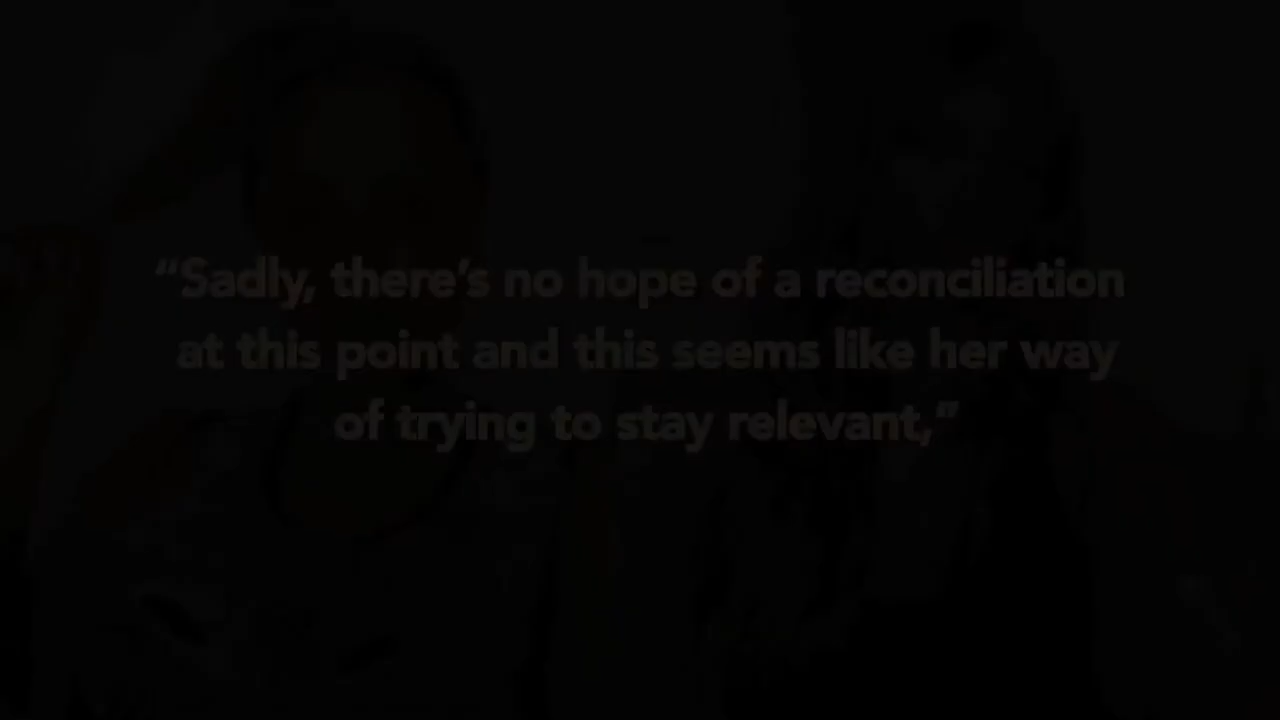 “Sadly, there’s no hope of a reconciliation
at this point and this seems like her way
of trying to stay relevant,”